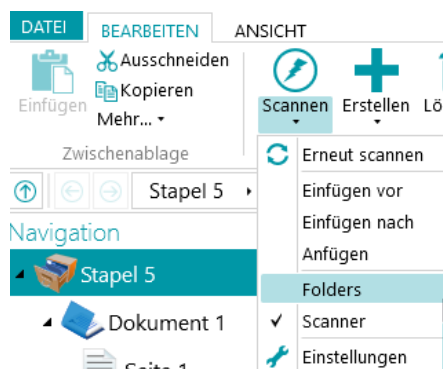 DATEI BEARBEITEN ANSICHT
Ausschneiden
Kopieren
Einfügen
Mehr...
Scannen Erstellen
Zwischenablage
Erneut scannen
Stapel 5
Einfügen vor
Einfügen nach
Navigation
Anfügen
Stapel 5
Folders
Dokument 1
Scanner
Einstellungen